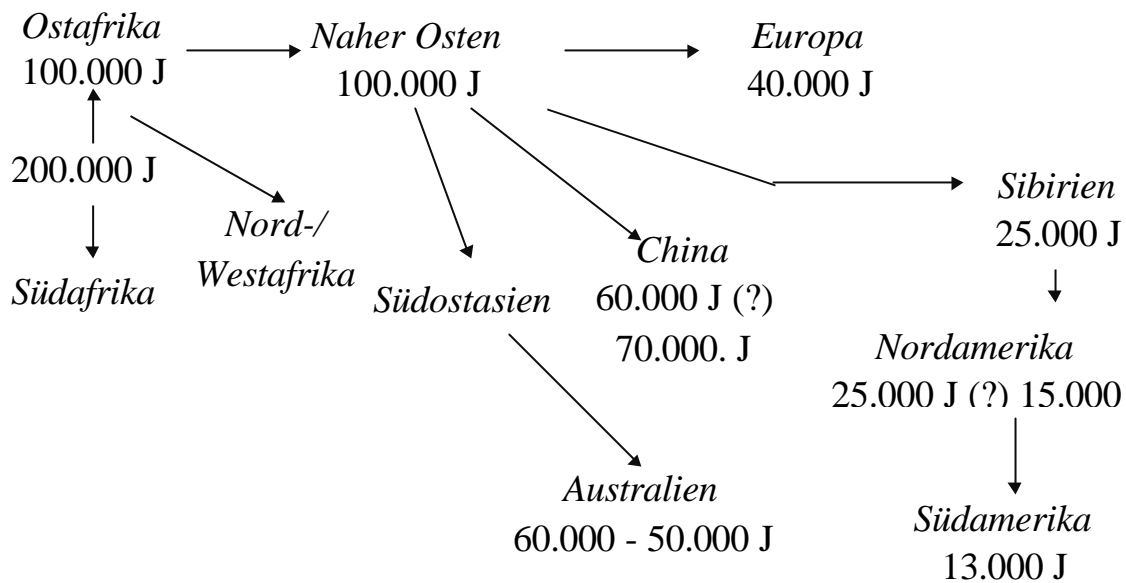 Ostafrika
100.000 J
Naher Osten
100.000 J
Europa
40.000 J
200.000 J
Nord-/
Westafrika
Südafrika
Südostasien
China
60.000 J (?)
70.000. J
Sibirien
25.000 J
Nordamerika
25.000 J (?) 15.000
Australien
60.000 - 50.000 J
Südamerika
13.000 J